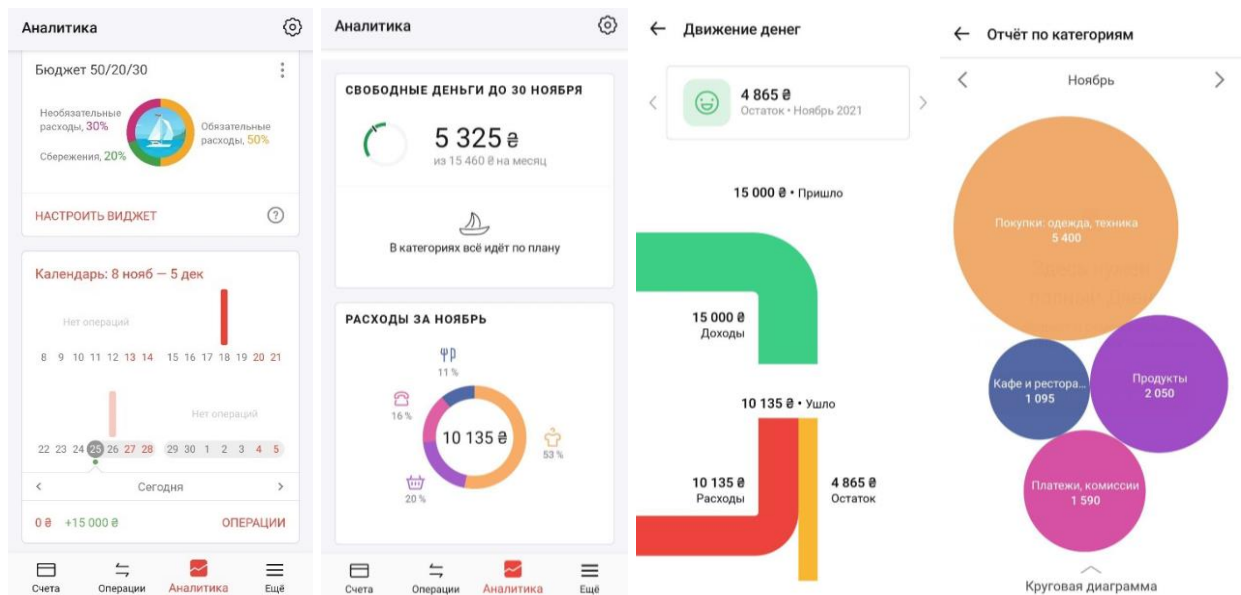 Аналитика
Бюджет 50/20/30
Необязательные
расходы, 30%
Обязательные
расходы, 50%
Сбережения, 20%
НАСТРОИТЬ ВИДЖЕТ
?
Календарь: 8 нояб — 5 дек
Нет операций
8 9 10 11 12 13 14 15 16 17 18 19 20 21
Нет операций
22 23 24 25 26 27 28 29 30 1 2 3 4 5
< Сегодня >
0 ₴ +15 000 ₴ ОПЕРАЦИИ
Счета Операции Аналитика Ещё
Аналитика
СВОБОДНЫЕ ДЕНЬГИ ДО 30 НОЯБРЯ
5 325 ₴
из 15 460 ₴ на месяц
В категориях всё идёт по плану
РАСХОДЫ ЗА НОЯБРЬ
11 %
16 %
10 135 ₴
53 %
20 %
Счета Операции Аналитика Ещё
Движение денег
4 865 ₴
Остаток • Ноябрь 2021
15 000 ₴ • Пришло
15 000 ₴
Доходы
10 135 ₴ • Ушло
10 135 ₴
Расходы
4 865 ₴
Остаток
Отчёт по категориям
Ноябрь
Покупки: одежда, техника
5 400
Кафе и рестора...
1 095
Продукты
2 050
Платежи, комиссии
1 590
Круговая диаграмма